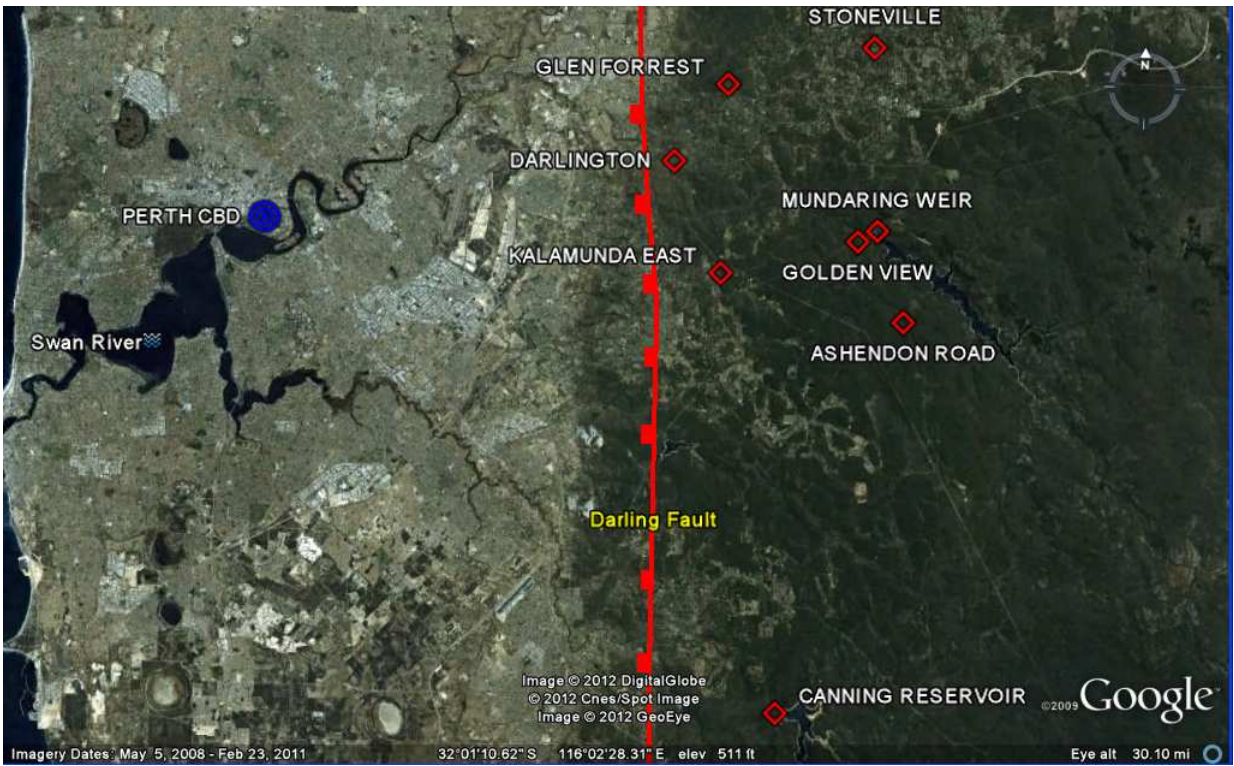 STONEVILLE
GLEN FORREST
N
DARLINGTON
MUNDARING WEIR
PERTH CBD
KALAMUNDA EAST
GOLDEN VIEW
Swan River
ASHENDON ROAD
Darling Fault
Image © 2012 DigitalGlobe
© 2012 Cnes/Spot Image
Image © 2012 GeoEye
CANNING RESERVOIR
©2009 Google
Imagery Dates: May 5, 2008 - Feb 23, 2011 32°01'10.62" S 116°02'28.31" E elev 511 ft Eye alt 30.10 mi